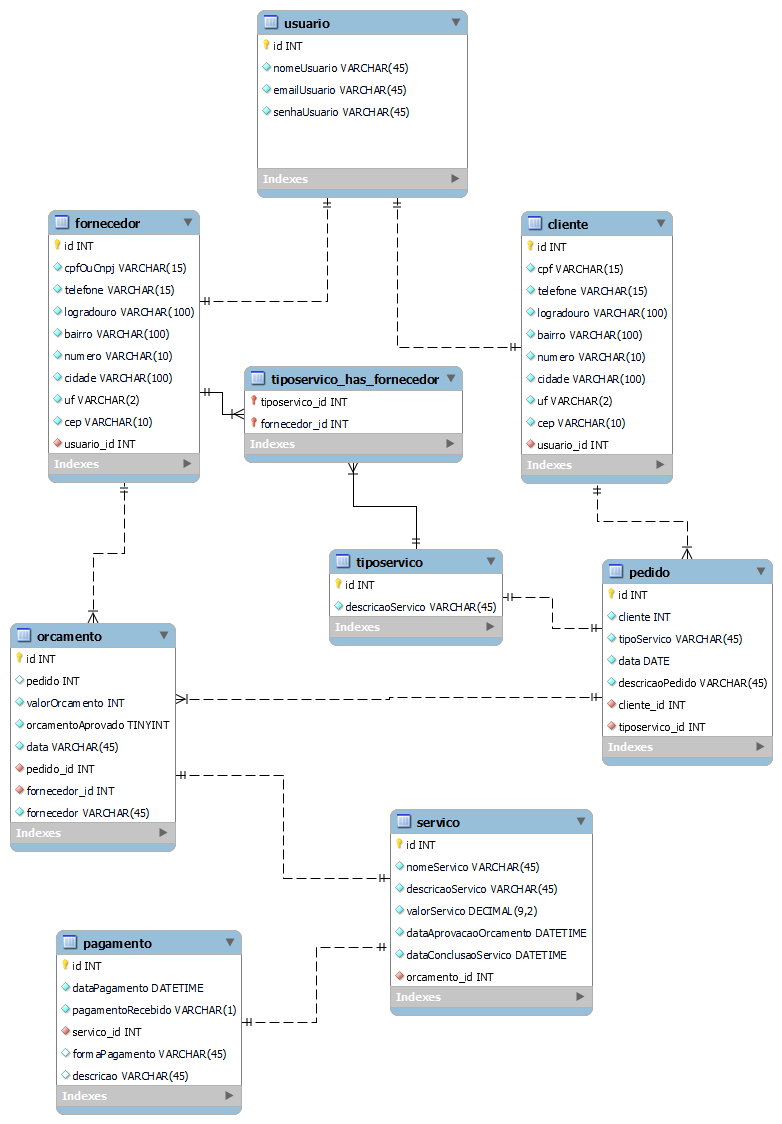 usuario
id INT
nomeUsuario VARCHAR(45)
emailUsuario VARCHAR(45)
senhaUsuario VARCHAR(45)
Indexes
fornecedor
id INT
cpfOuCnpj VARCHAR(15)
telefone VARCHAR(15)
logradouro VARCHAR(100)
bairro VARCHAR(100)
numero VARCHAR(10)
cidade VARCHAR(100)
uf VARCHAR(2)
cep VARCHAR(10)
usuario_id INT
Indexes
cliente
id INT
cpf VARCHAR(15)
telefone VARCHAR(15)
logradouro VARCHAR(100)
bairro VARCHAR(100)
numero VARCHAR(10)
cidade VARCHAR(100)
uf VARCHAR(2)
cep VARCHAR(10)
usuario_id INT
Indexes
tiposervico_has_fornecedor
tiposervico_id INT
fornecedor_id INT
Indexes
tiposervico
id INT
descricaoServico VARCHAR(45)
Indexes
pedido
id INT
cliente INT
tipoServico VARCHAR(45)
data DATE
descricaoPedido VARCHAR(45)
cliente_id INT
tiposervico_id INT
Indexes
orcamento
id INT
pedido INT
valorOrcamento INT
orcamentoAprovado TINYINT
data VARCHAR(45)
pedido_id INT
fornecedor_id INT
fornecedor VARCHAR(45)
Indexes
servico
id INT
nomeServico VARCHAR(45)
descricaoServico VARCHAR(45)
valorServico DECIMAL(9,2)
dataAprovacaoOrcamento DATETIME
dataConclusaoServico DATETIME
orcamento_id INT
Indexes
pagamento
id INT
dataPagamento DATETIME
pagamentoRecebido VARCHAR(1)
servico_id INT
formaPagamento VARCHAR(45)
descricao VARCHAR(45)
Indexes